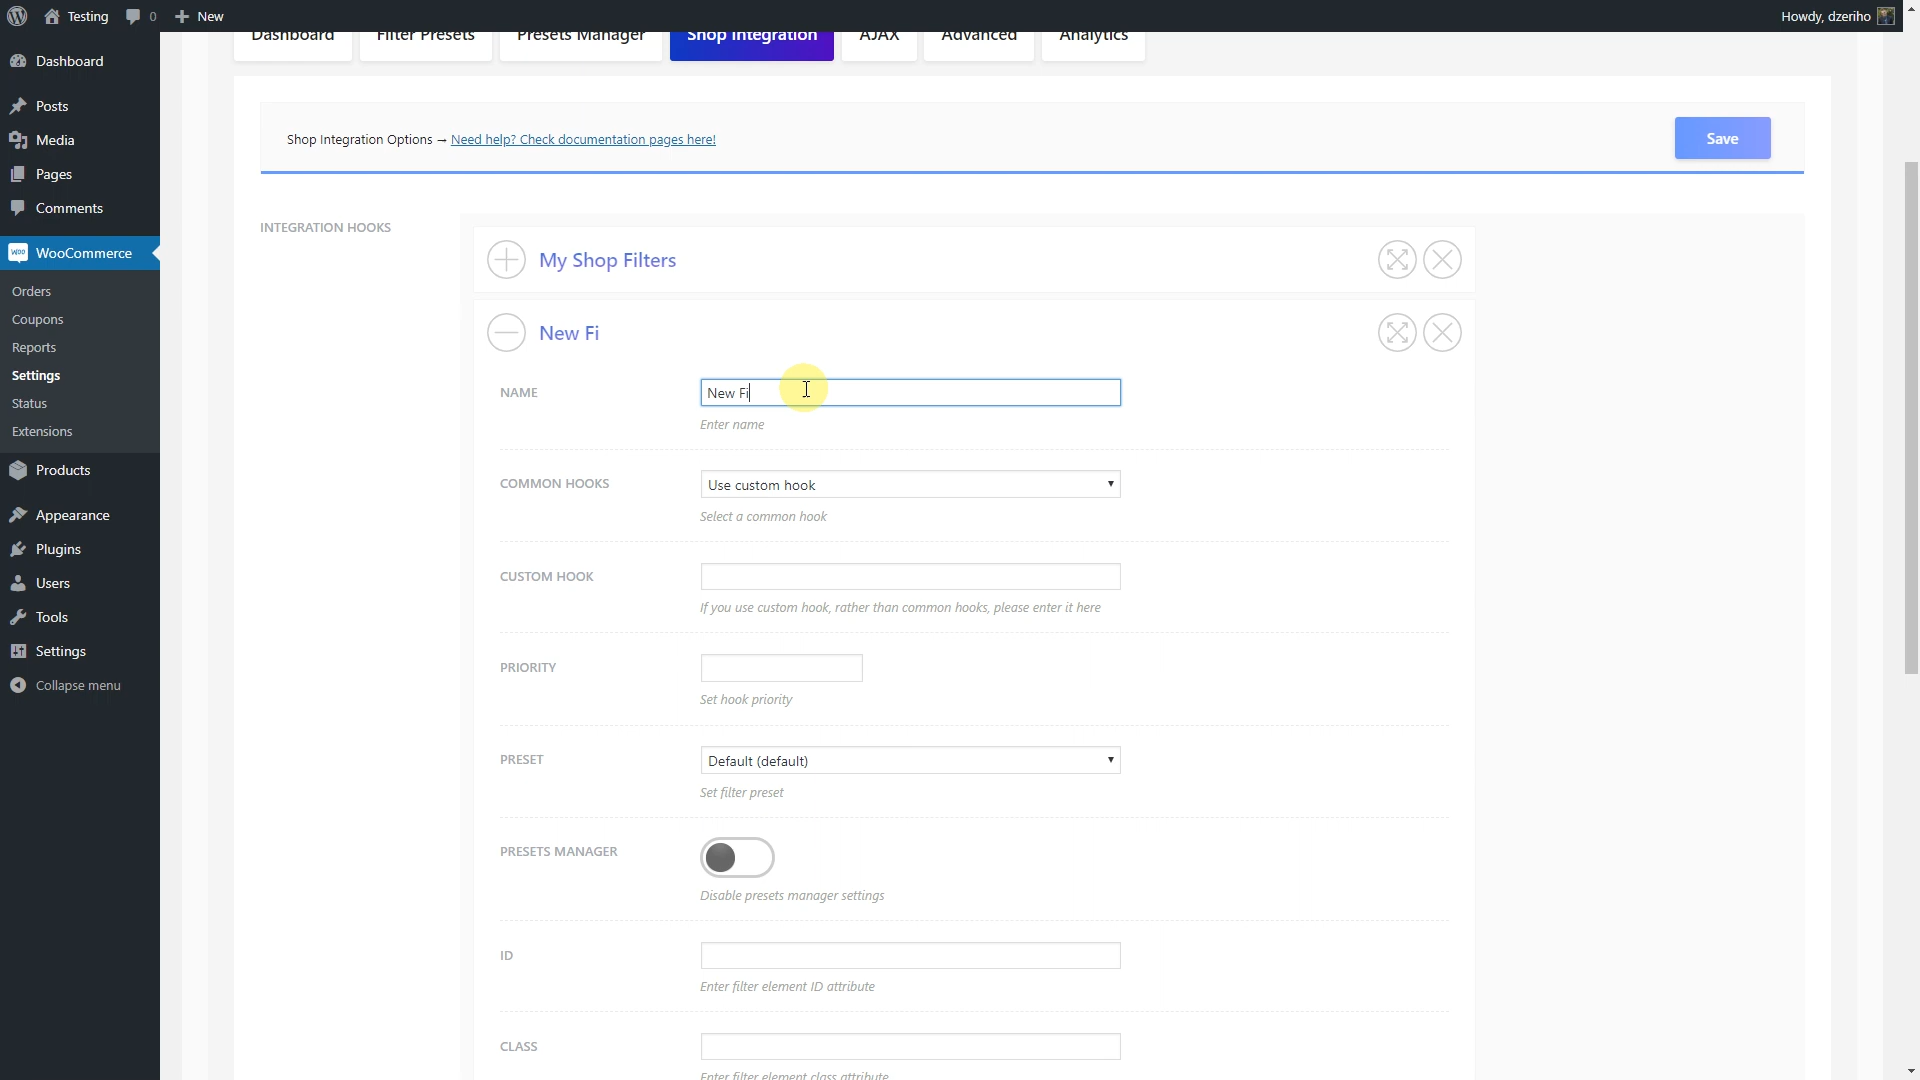 Testing 0 New Howdy, dzeriho
Dashboard Filter Presets Presets Manager Shop Integration AJAX Advanced Analytics
Dashboard
Posts
Media
Pages
Comments
WooCommerce
Orders
Coupons
Reports
Settings
Status
Extensions
Products
Appearance
Plugins
Users
Tools
Settings
Collapse menu
Shop Integration Options → Need help? Check documentation pages here! Save
INTEGRATION HOOKS
My Shop Filters
New Fi
NAME New Fi
Enter name
COMMON HOOKS Use custom hook
Select a common hook
CUSTOM HOOK
If you use custom hook, rather than common hooks, please enter it here
PRIORITY
Set hook priority
PRESET Default (default)
Set filter preset
PRESETS MANAGER
Disable presets manager settings
ID
Enter filter element ID attribute
CLASS
Enter filter element class attribute